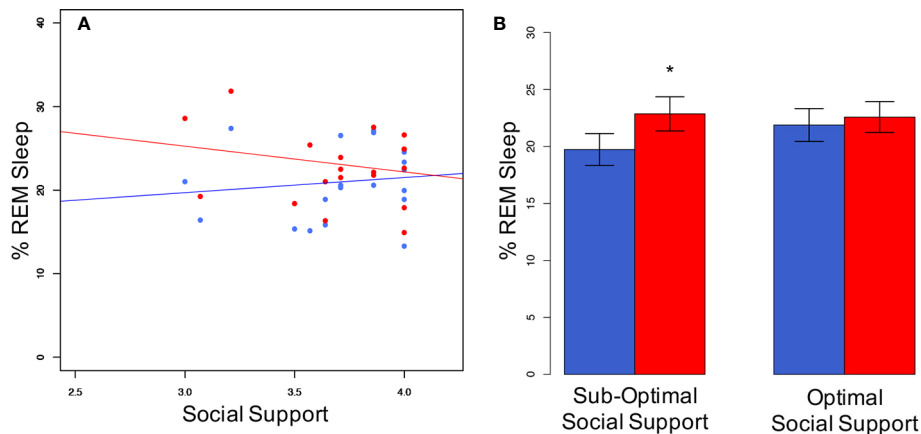 A
% REM Sleep
40
30
20
10
0
2.5
3.0
3.5
4.0
Social Support
B
% REM Sleep
30
25
20
15
10
5
0
*
Sub-Optimal
Social Support
Optimal
Social Support